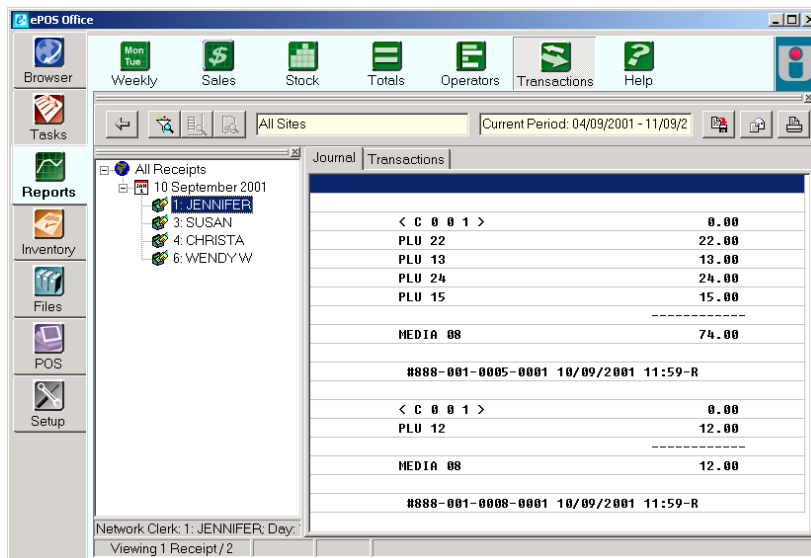 ePOS Office
Browser
Tasks
Reports
Inventory
Files
POS
Setup
Mon
Tue
Weekly
Sales
Stock
Totals
Operators
Transactions
Help
All Sites
Current Period: 04/09/2001 - 11/09/2
All Receipts
10 September 2001
1: JENNIFER
3: SUSAN
4: CHRISTA
6: WENDY W
Network Clerk: 1: JENNIFER; Day:
Journal Transactions
< C 0 0 1 > 0.00
PLU 22 22.00
PLU 13 13.00
PLU 24 24.00
PLU 15 15.00
------------
MEDIA 08 74.00
#888-001-0005-0001 10/09/2001 11:59-R
< C 0 0 1 > 0.00
PLU 12 12.00
------------
MEDIA 08 12.00
#888-001-0008-0001 10/09/2001 11:59-R
Viewing 1 Receipt / 2